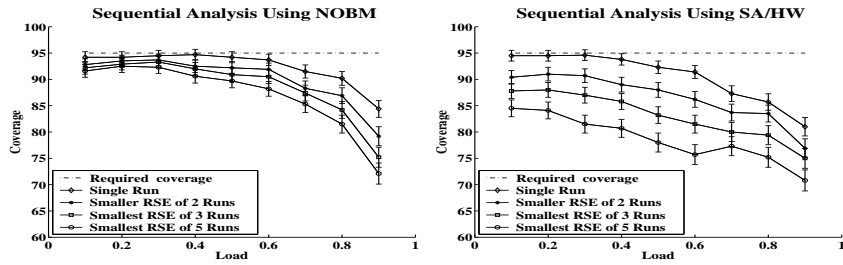 Sequential Analysis Using NOBM
100
95
90
85
80
75
70
65
60
Coverage
Required coverage
Single Run
Smaller RSE of 2 Runs
Smallest RSE of 3 Runs
Smallest RSE of 5 Runs
0
0.2
0.4
0.6
0.8
1
Load
Sequential Analysis Using SA/HW
100
95
90
85
80
75
70
65
60
Coverage
Required coverage
Single Run
Smaller RSE of 2 Runs
Smallest RSE of 3 Runs
Smallest RSE of 5 Runs
0
0.2
0.4
0.6
0.8
1
Load